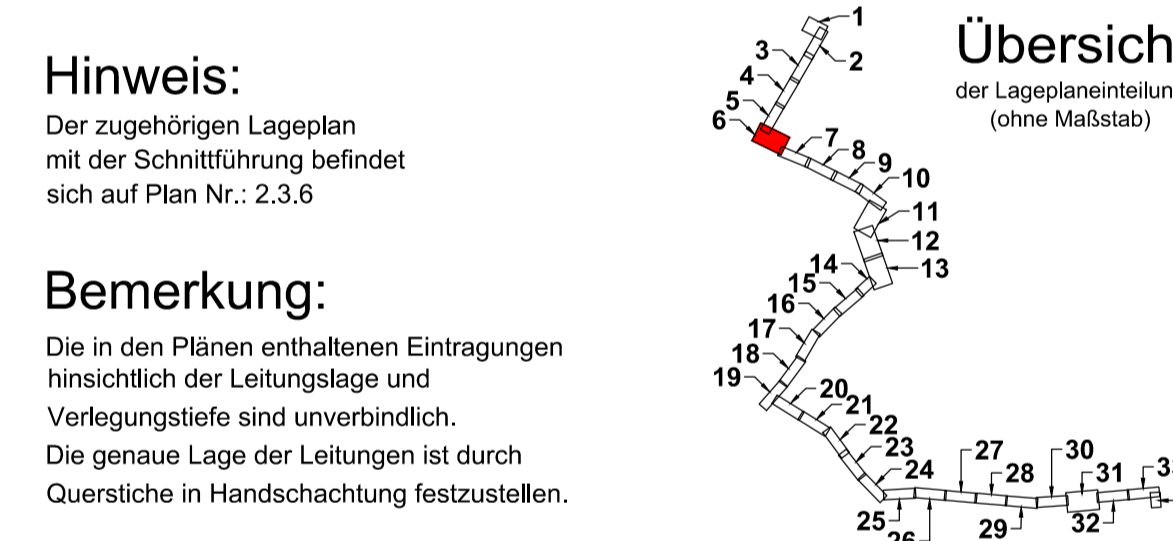 Hinweis:
Der zugehörigen Lageplan
mit der Schnittführung befindet
sich auf Plan Nr.: 2.3.6
Bemerkung:
Die in den Plänen enthaltenen Eintragungen
hinsichtlich der Leitungslage und
Verlegungstiefe sind unverbindlich.
Die genaue Lage der Leitungen ist durch
Querstiche in Handschachtung festzustellen.
Übersich
der Lageplaneinteilun
(ohne Maßstab)
1
2
3
4
5
6
7
8
9
10
11
12
13
14
15
16
17
18
19
20
21
22
23
24
25
26
27
28
29
30
31
32